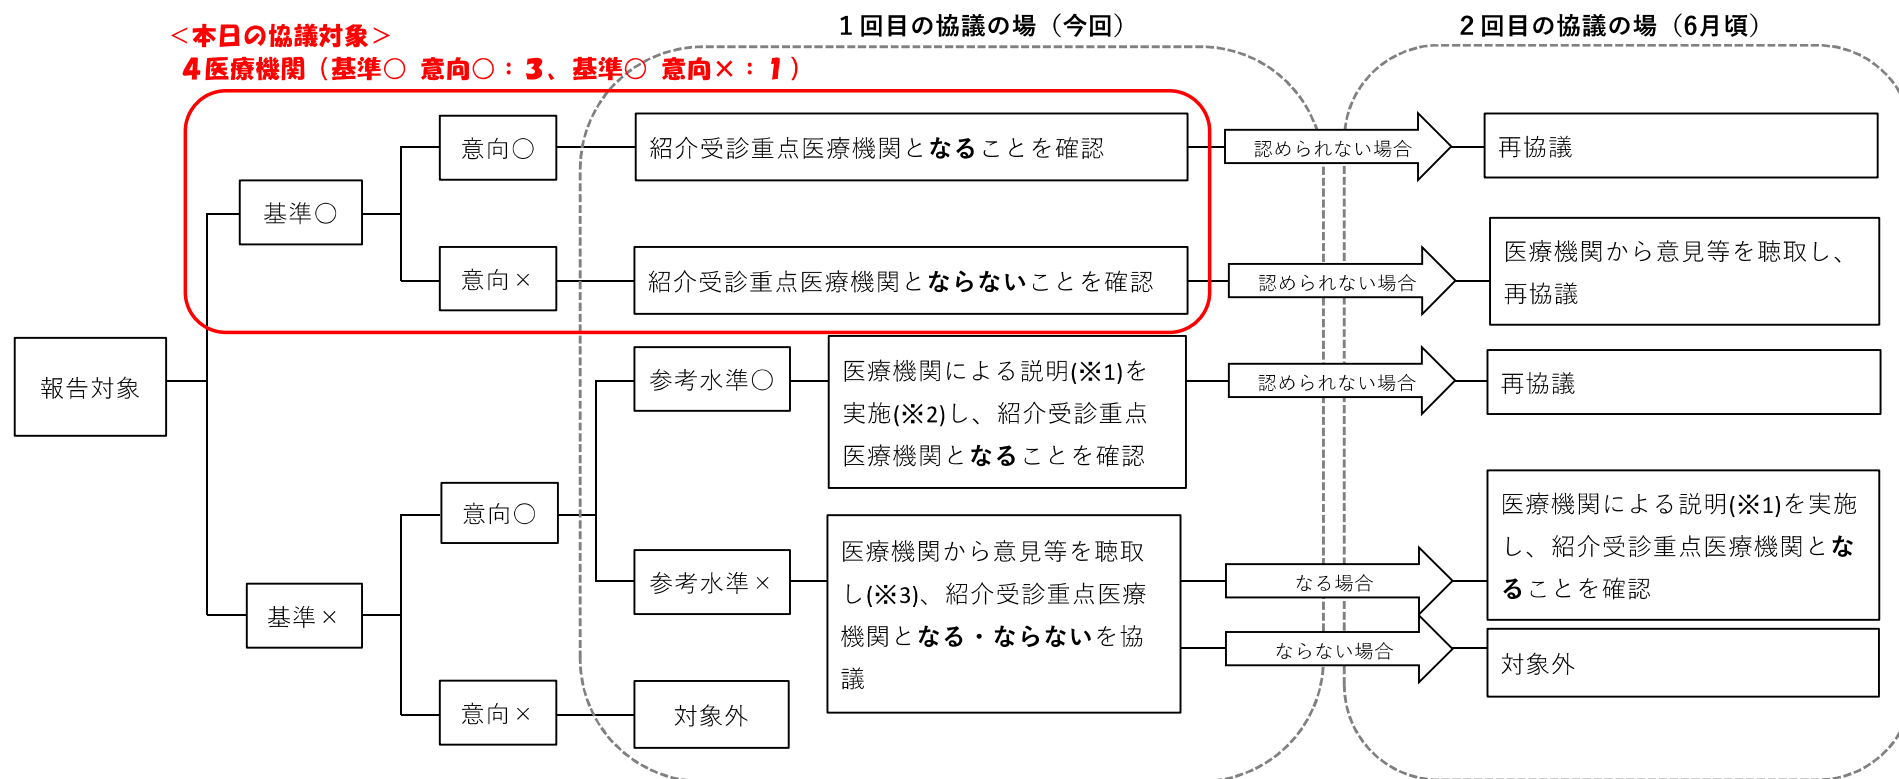 1回目の協議の場（今回）
2回目の協議の場（6月頃）
＜本日の協議対象＞
4医療機関（基準○ 意向○：3、基準○ 意向×：1）
報告対象
基準○
意向○
紹介受診重点医療機関となることを確認
認められない場合
再協議
意向×
紹介受診重点医療機関とならないことを確認
認められない場合
医療機関から意見等を聴取し、
再協議
基準×
意向○
参考水準○
医療機関による説明(※1)を
実施(※2)し、紹介受診重点
医療機関となることを確認
認められない場合
再協議
参考水準×
医療機関から意見等を聴取
し(※3)、紹介受診重点医療
機関となる・ならないを協
議
なる場合
医療機関による説明(※1)を実施
し、紹介受診重点医療機関とな
ることを確認
ならない場合
対象外
意向×
対象外